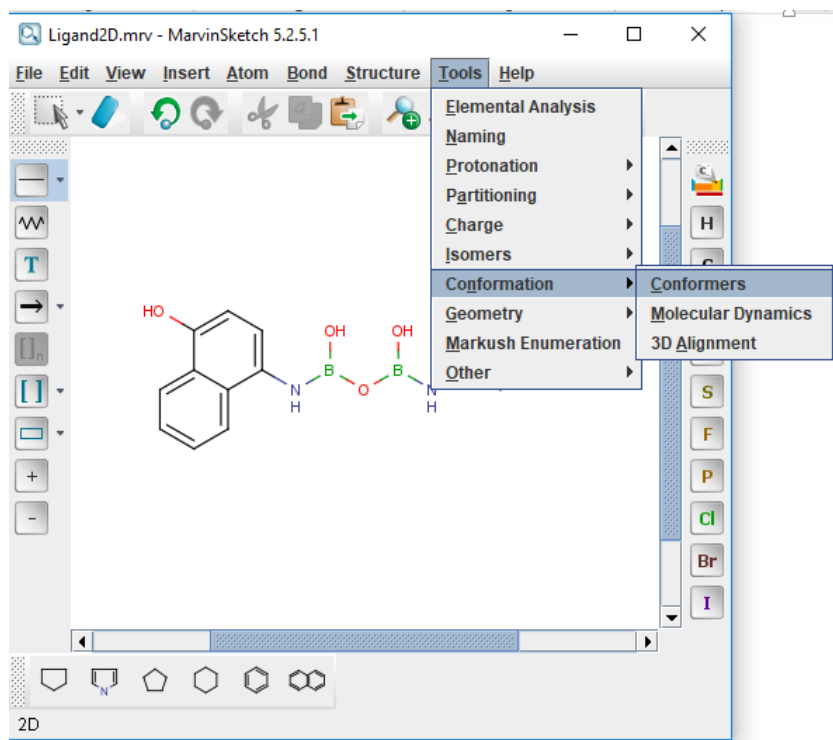 Ligand2D.mrv - MarvinSketch 5.2.5.1
File Edit View Insert Atom Bond Structure Tools Help
Elemental Analysis
Naming
Protonation
Partitioning
Charge
Isomers
Conformation
Geometry
Markush Enumeration
Other
Conformers
Molecular Dynamics
3D Alignment
T
[ ]n
[ ]
+
-
HO
OH
OH
B
B
O
N
H
N
H
H
S
F
P
Cl
Br
I
N
2D